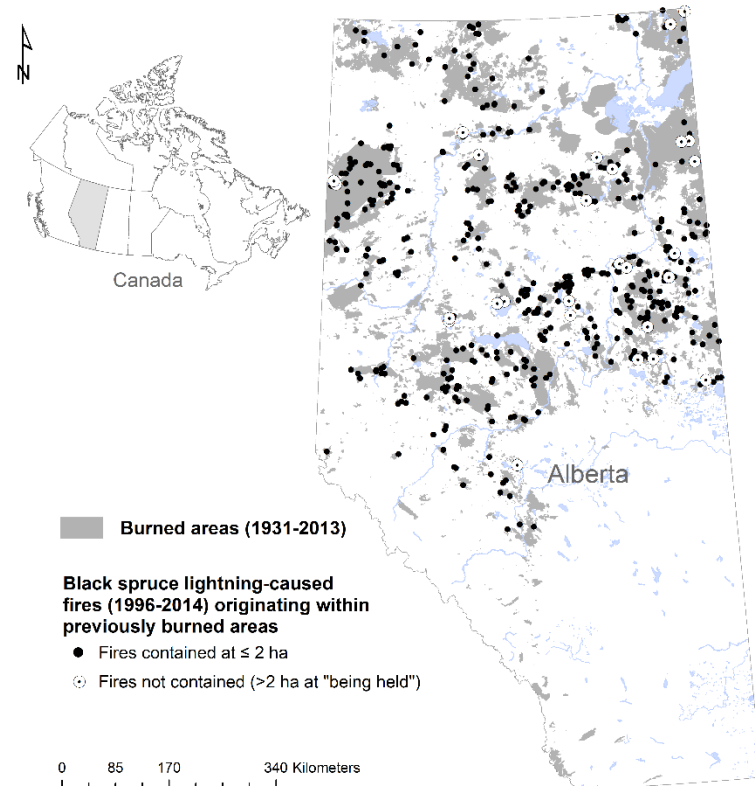 N
Canada
Alberta
Burned areas (1931-2013)
Black spruce lightning-caused
fires (1996-2014) originating within
previously burned areas
Fires contained at ≤ 2 ha
Fires not contained (>2 ha at "being held")
0 85 170 340 Kilometers